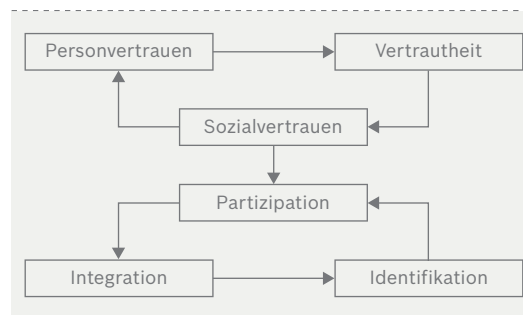 Personvertrauen
Vertrautheit
Sozialvertrauen
Partizipation
Integration
Identifikation